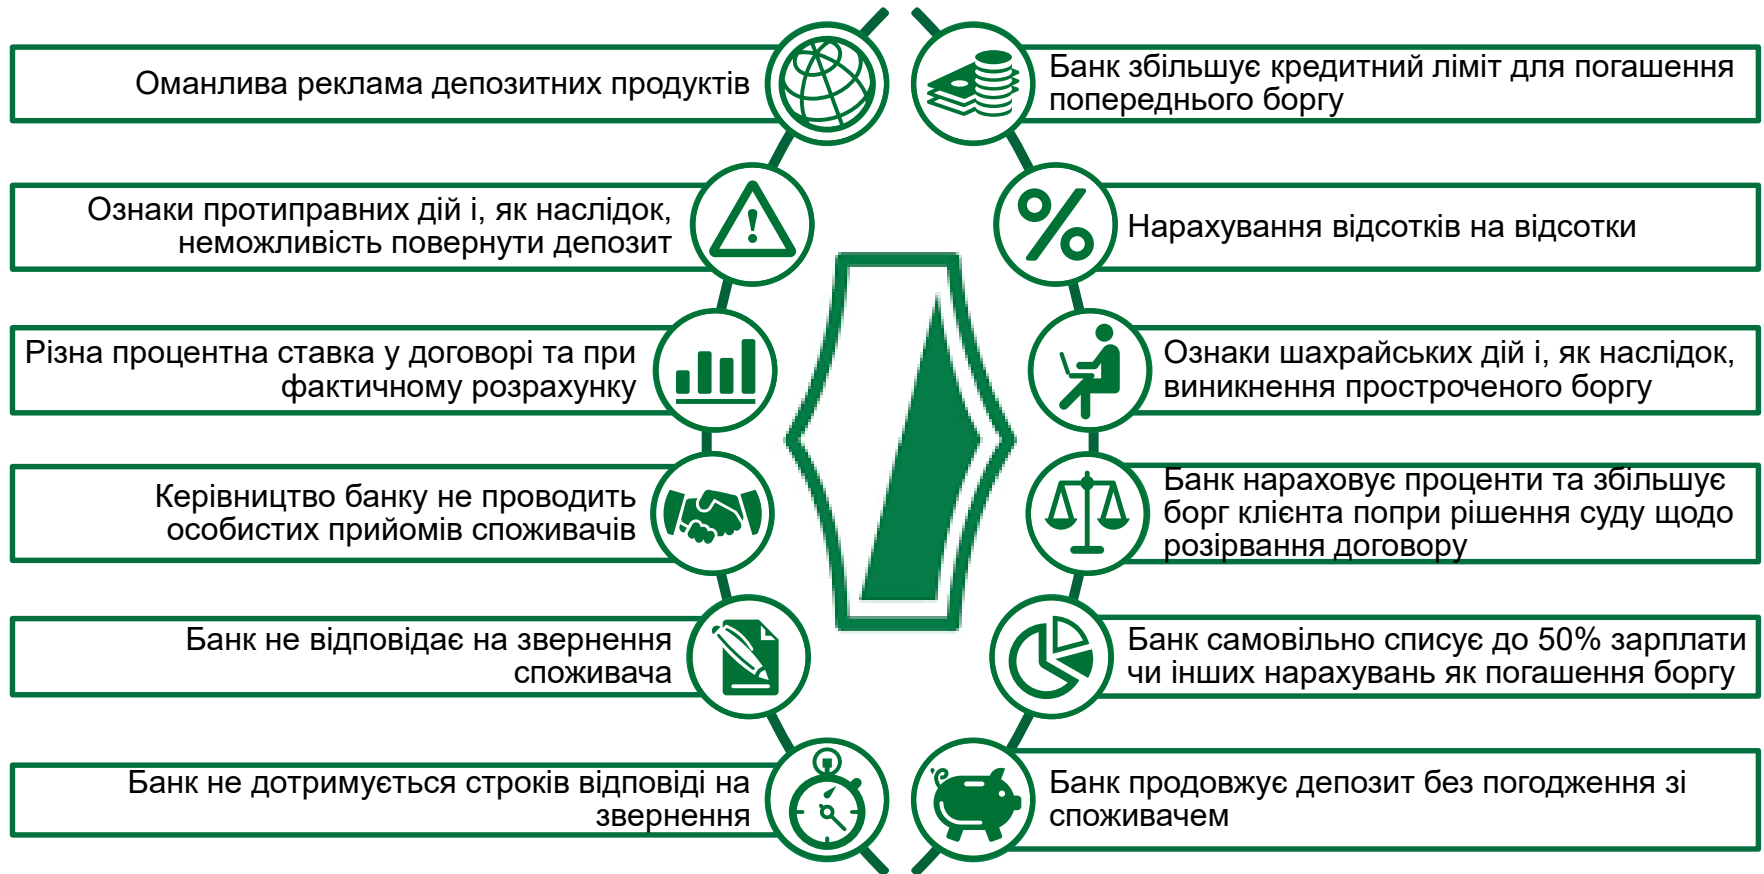 Оманлива реклама депозитних продуктів
Ознаки протиправних дій і, як наслідок,
неможливість повернути депозит
Різна процентна ставка у договорі та при
фактичному розрахунку
Керівництво банку не проводить
особистих прийомів споживачів
Банк не відповідає на звернення
споживача
Банк не дотримується строків відповіді на
звернення
Банк збільшує кредитний ліміт для погашення
попереднього боргу
Нарахування відсотків на відсотки
Ознаки шахрайських дій і, як наслідок,
виникнення простроченого боргу
Банк нараховує проценти та збільшує
борг клієнта попри рішення суду щодо
розірвання договору
Банк самовільно списує до 50% зарплати
чи інших нарахувань як погашення боргу
Банк продовжує депозит без погодження зі
споживачем